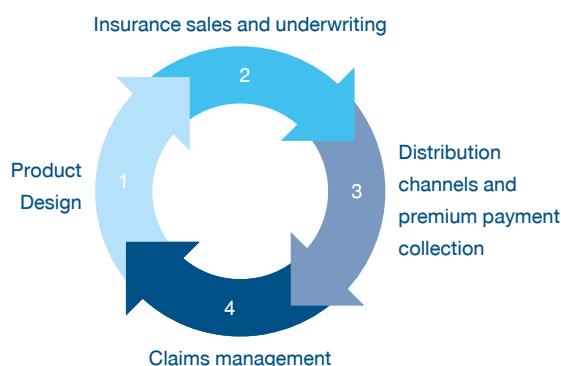 Insurance sales and underwriting
2
Product
Design
1
3
Distribution
channels and
premium payment
collection
4
Claims management